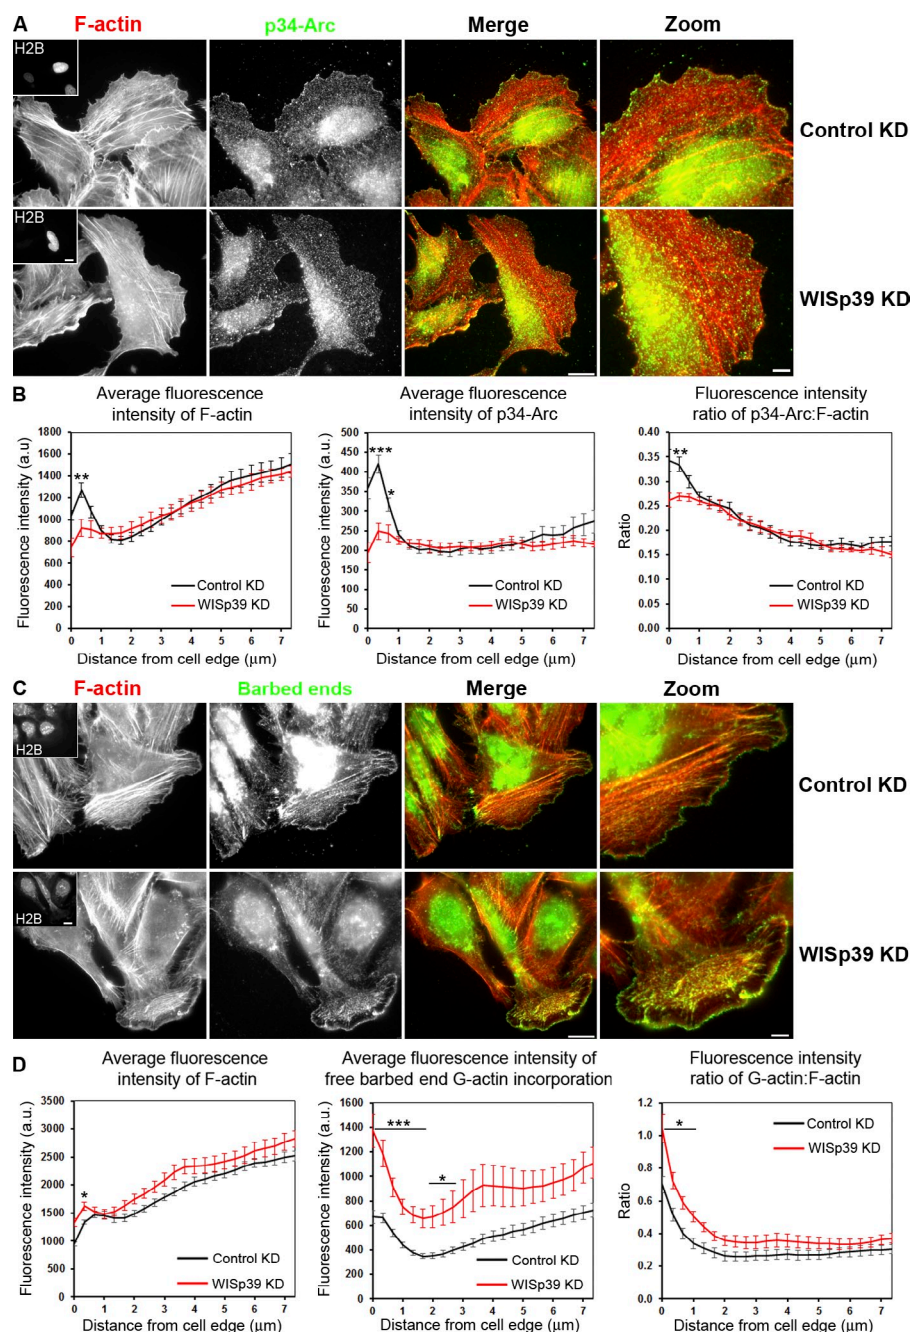 A F-actin p34-Arc Merge Zoom
H2B
Control KD
H2B
WISp39 KD
B
Average fluorescence
intensity of F-actin
Fluorescence intensity (a.u)
1800
1600
1400
1200
1000
800
600
400
200
0
**
Control KD
WISp39 KD
0 1 2 3 4 5 6 7
Distance from cell edge (μm)
Average fluorescence
intensity of p34-Arc
Fluorescence intensity (a.u.)
500
450
400
350
300
250
200
150
100
50
0
***
*
Control KD
WISp39 KD
0 1 2 3 4 5 6 7
Distance from cell edge (μm)
Fluorescence intensity
ratio of p34-Arc:F-actin
Ratio
0.40
0.35
0.30
0.25
0.20
0.15
0.10
0.05
0.00
**
Control KD
WISp39 KD
0 1 2 3 4 5 6 7
Distance from cell edge (μm)
C F-actin Barbed ends Merge Zoom
H2B
Control KD
H2B
WISp39 KD
D
Average fluorescence
intensity of F-actin
Fluorescence intensity (a.u.)
3500
3000
2500
2000
1500
1000
500
0
*
Control KD
WISp39 KD
0 1 2 3 4 5 6 7
Distance from cell edge (μm)
Average fluorescence intensity of
free barbed end G-actin incorporation
Fluorescence intensity (a.u.)
1600
1400
1200
1000
800
600
400
200
0
***
*
Control KD
WISp39 KD
0 1 2 3 4 5 6 7
Distance from cell edge (μm)
Fluorescence intensity
ratio of G-actin:F-actin
Ratio
1.2
1.0
0.8
0.6
0.4
0.2
0.0
*
Control KD
WISp39 KD
0 1 2 3 4 5 6 7
Distance from cell edge (μm)